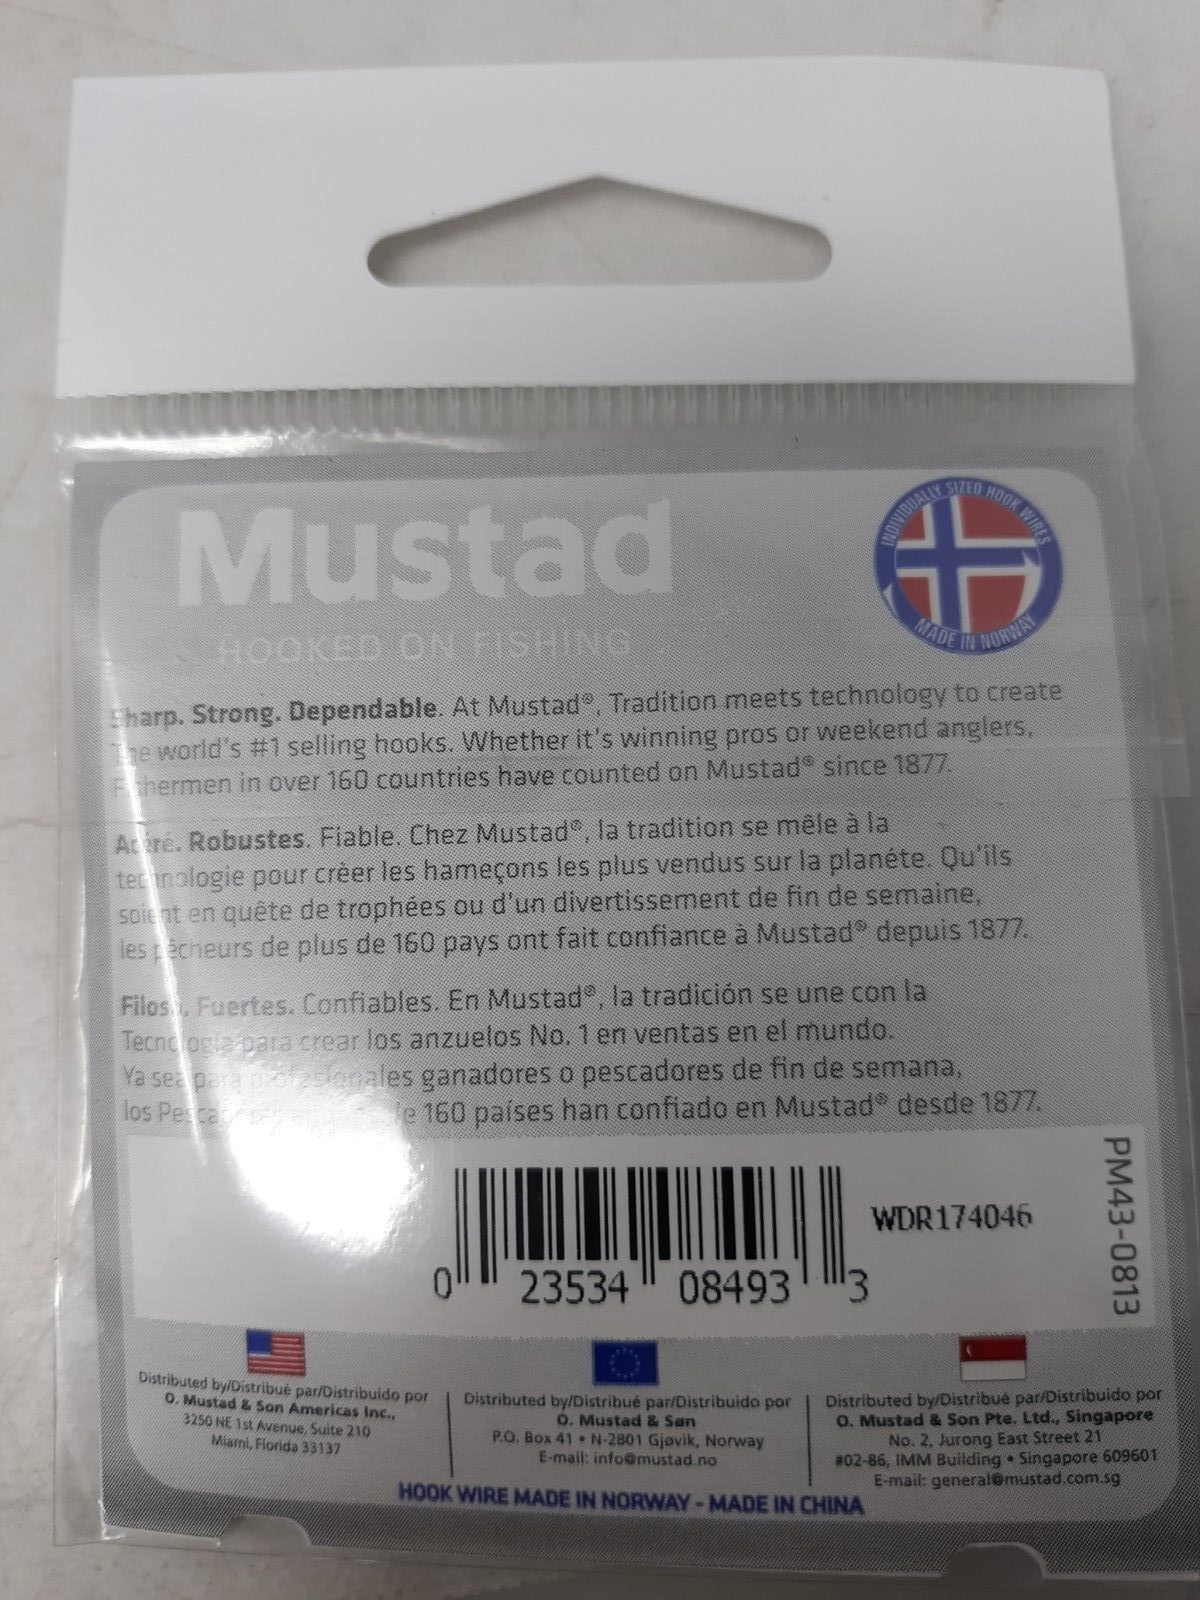 Mustad
HOOKED ON FISHING
INDIVIDUALLY SIZED HOOK WIRES
MADE IN NORWAY
Sharp. Strong. Dependable. At Mustad®, Tradition meets technology to create
The world's #1 selling hooks. Whether it's winning pros or weekend anglers,
Fishermen in over 160 countries have counted on Mustad® since 1877.
Acéré. Robustes. Fiable. Chez Mustad®, la tradition se mêle à la
technologie pour crèer les hameçons les plus vendus sur la planéte. Qu'ils
soient en quête de trophées ou d'un divertissement de fin de semaine,
les pêcheurs de plus de 160 pays ont fait confiance à Mustad® depuis 1877.
Filosa, Fuertes. Confiables. En Mustad®, la tradición se une con la
Tecnología para crear los anzuelos No. 1 en ventas en el mundo.
Ya sea para profesionales ganadores o pescadores de fin de semana,
los Pescadores de 160 países han confiado en Mustad® desde 1877.
WDR174046
PM43-0813
0 23534 08493 3
Distributed by/Distribué par/Distribuido por
O. Mustad & Son Americas Inc.,
3250 NE 1st Avenue, Suite 210
Miami, Florida 33137
Distributed by/Distribué par/Distribuido por
O. Mustad & Søn
P.O. Box 41 • N-2801 Gjøvik, Norway
E-mail: info@mustad.no
Distributed by/Distribué par/Distribuido por
O. Mustad & Son Pte. Ltd., Singapore
No. 2, Jurong East Street 21
#02-86, IMM Building • Singapore 609601
E-mail: general@mustad.com.sg
HOOK WIRE MADE IN NORWAY - MADE IN CHINA